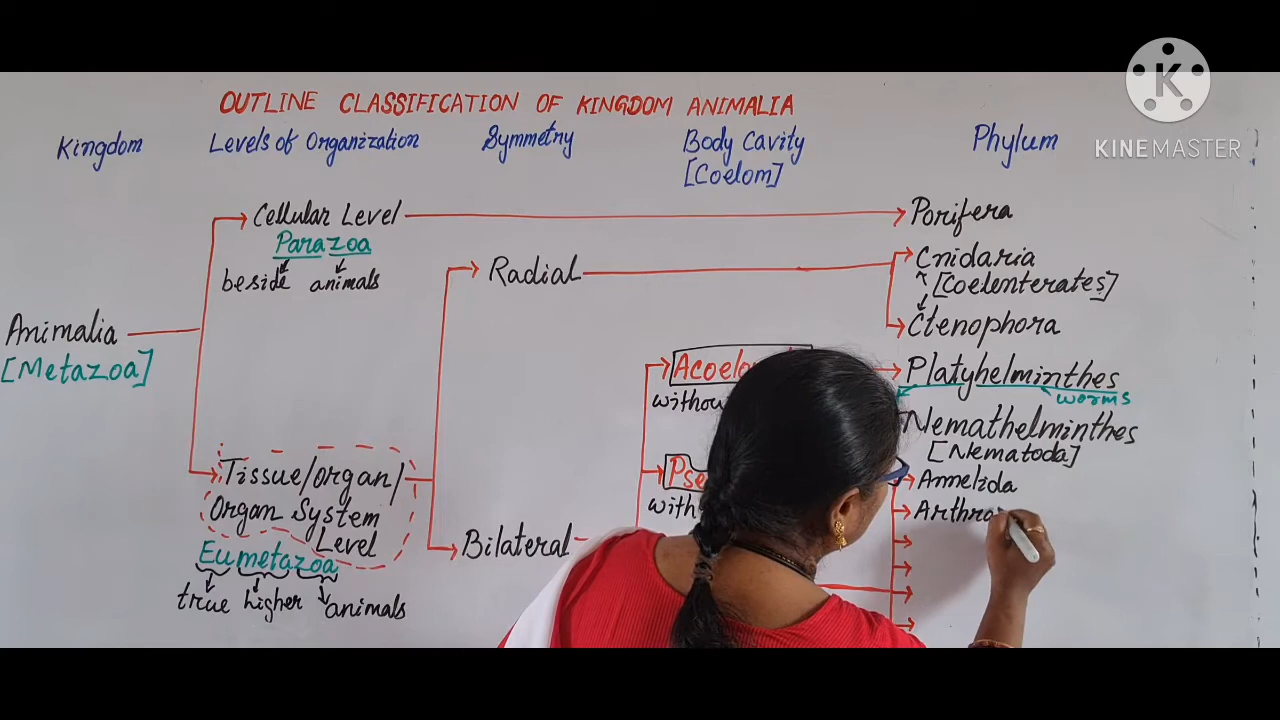 OUTLINE CLASSIFICATION OF KINGDOM ANIMALIA
Kingdom
Levels of Organization
Symmetry
Body Cavity
[Coelom]
Phylum
KINEMASTER
Cellular Level
Parazoa
beside animals
Porifera
Radial
Cnidaria
[Coelenterates]
Ctenophora
Animalia
[Metazoa]
Platyhelminthes
worms
Nemathelminthes
[Nematoda]
Tissue/organ/
Organ System
Level
Eumetazoa
true higher animals
Bilateral
Annelida